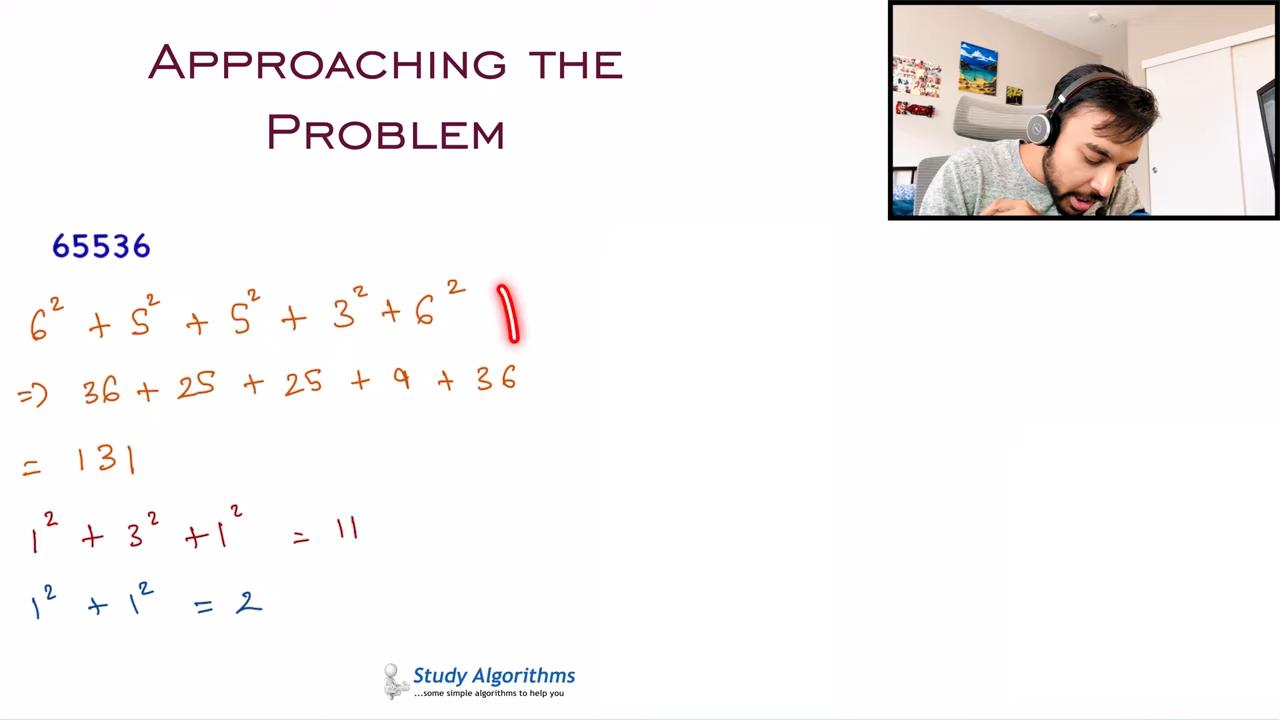 APPROACHING THE
PROBLEM
65536
6² + 5² + 5² + 3² + 6²
=> 36 + 25 + 25 + 9 + 36
= 131
1² + 3² + 1² = 11
1² + 1² = 2
Study Algorithms
...some simple algorithms to help you